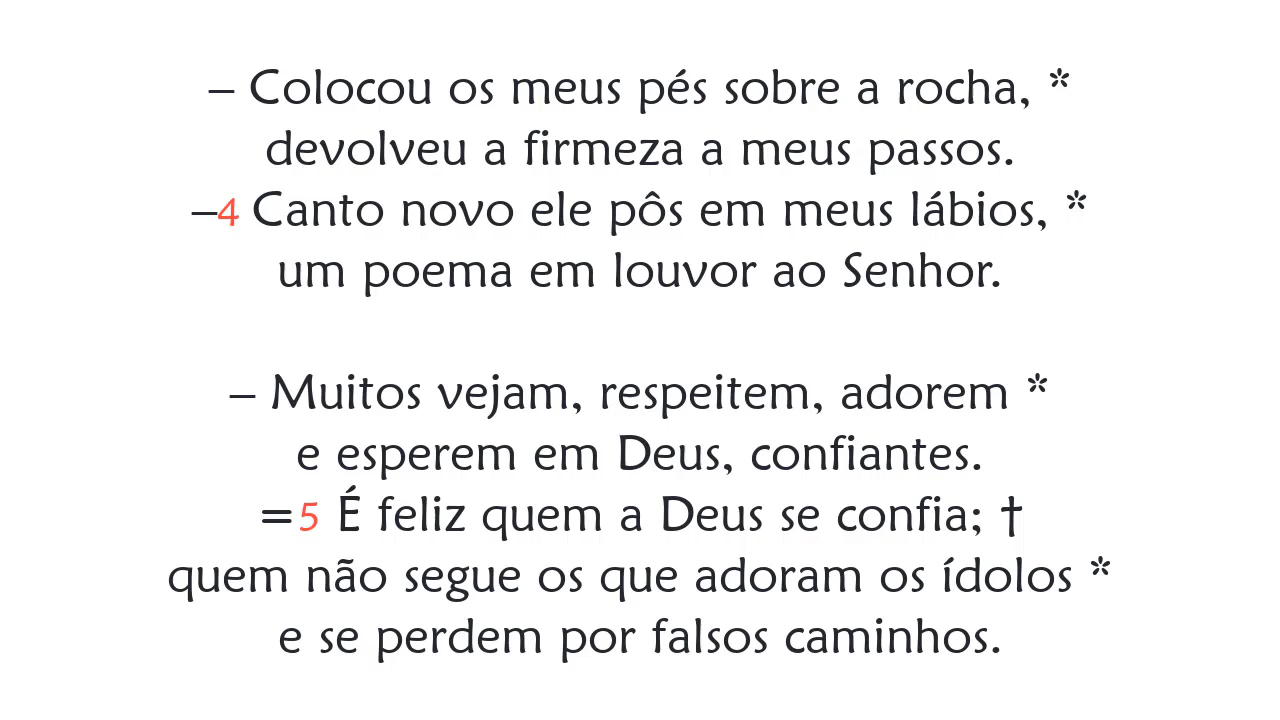 – Colocou os meus pés sobre a rocha, *
devolveu a firmeza a meus passos.
–4 Canto novo ele pôs em meus lábios, *
um poema em louvor ao Senhor.
– Muitos vejam, respeitem, adorem *
e esperem em Deus, confiantes.
=5 É feliz quem a Deus se confia; †
quem não segue os que adoram os ídolos *
e se perdem por falsos caminhos.